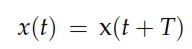 x(t) = x(t + T)